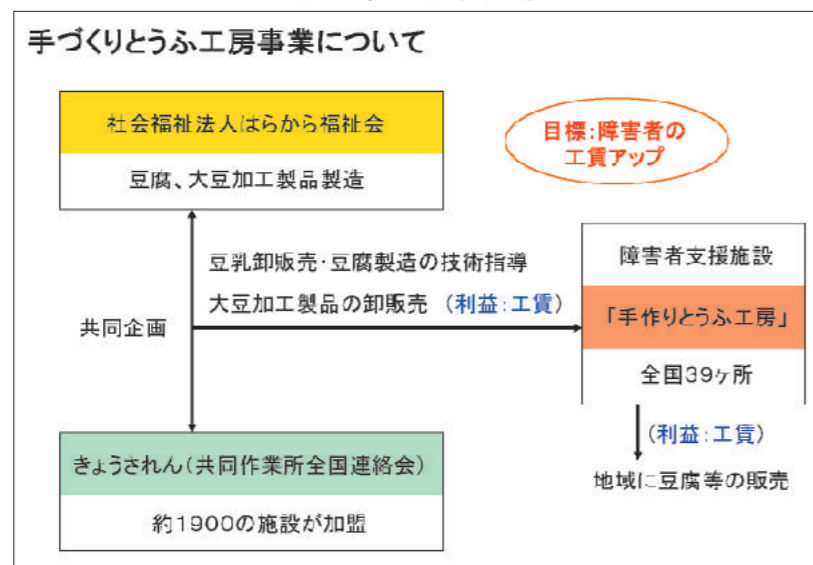 手づくりとうふ工房事業について
社会福祉法人はらから福祉会
豆腐、大豆加工製品製造
目標:障害者の
工賃アップ
豆乳卸販売・豆腐製造の技術指導
大豆加工製品の卸販売 (利益:工賃)
共同企画
障害者支援施設
「手作りとうふ工房」
全国39ヶ所
(利益:工賃)
地域に豆腐等の販売
きょうされん(共同作業所全国連絡会)
約1900の施設が加盟